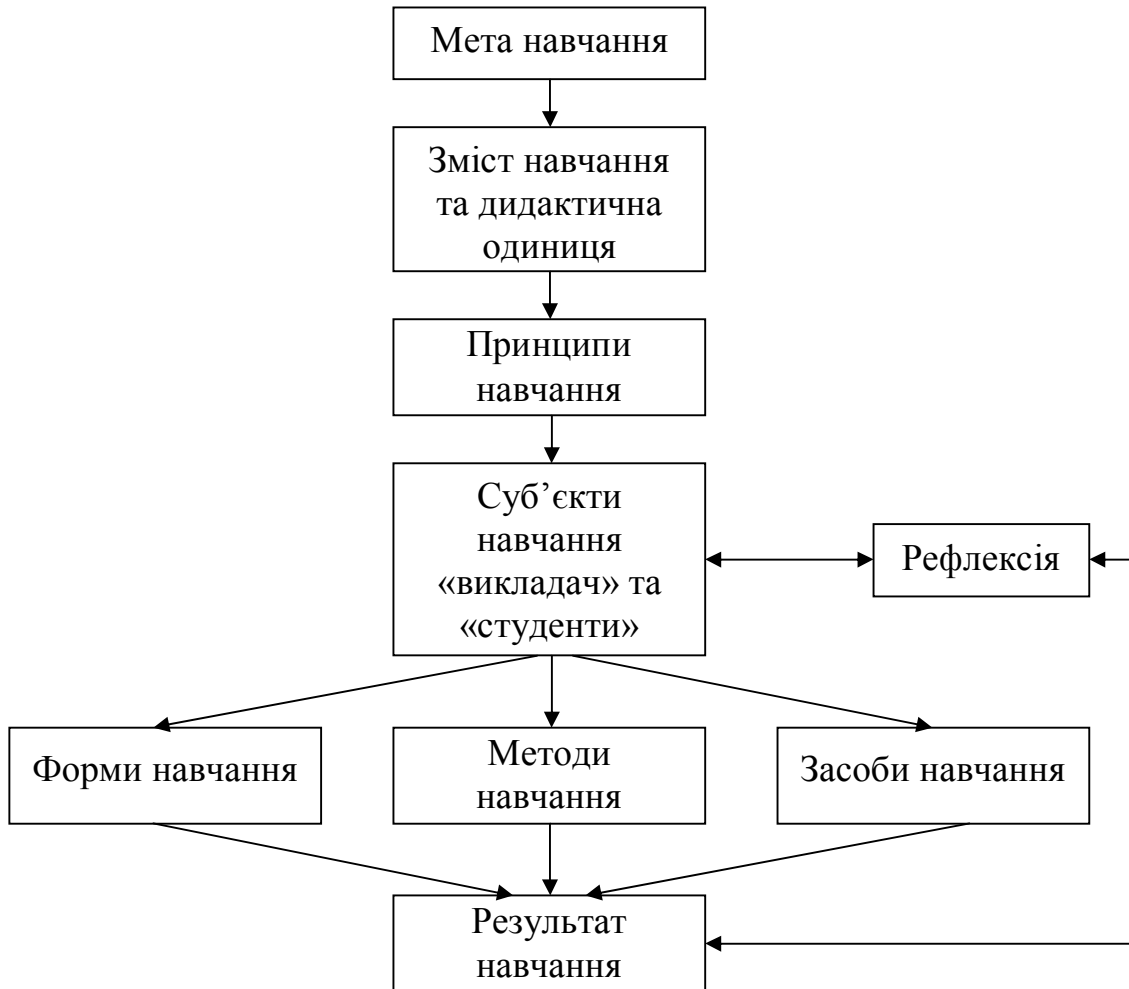 Мета навчання
Зміст навчання
та дидактична
одиниця
Принципи
навчання
Суб’єкти
навчання
«викладач» та
«студенти»
Рефлексія
Форми навчання
Методи
навчання
Засоби навчання
Результат
навчання